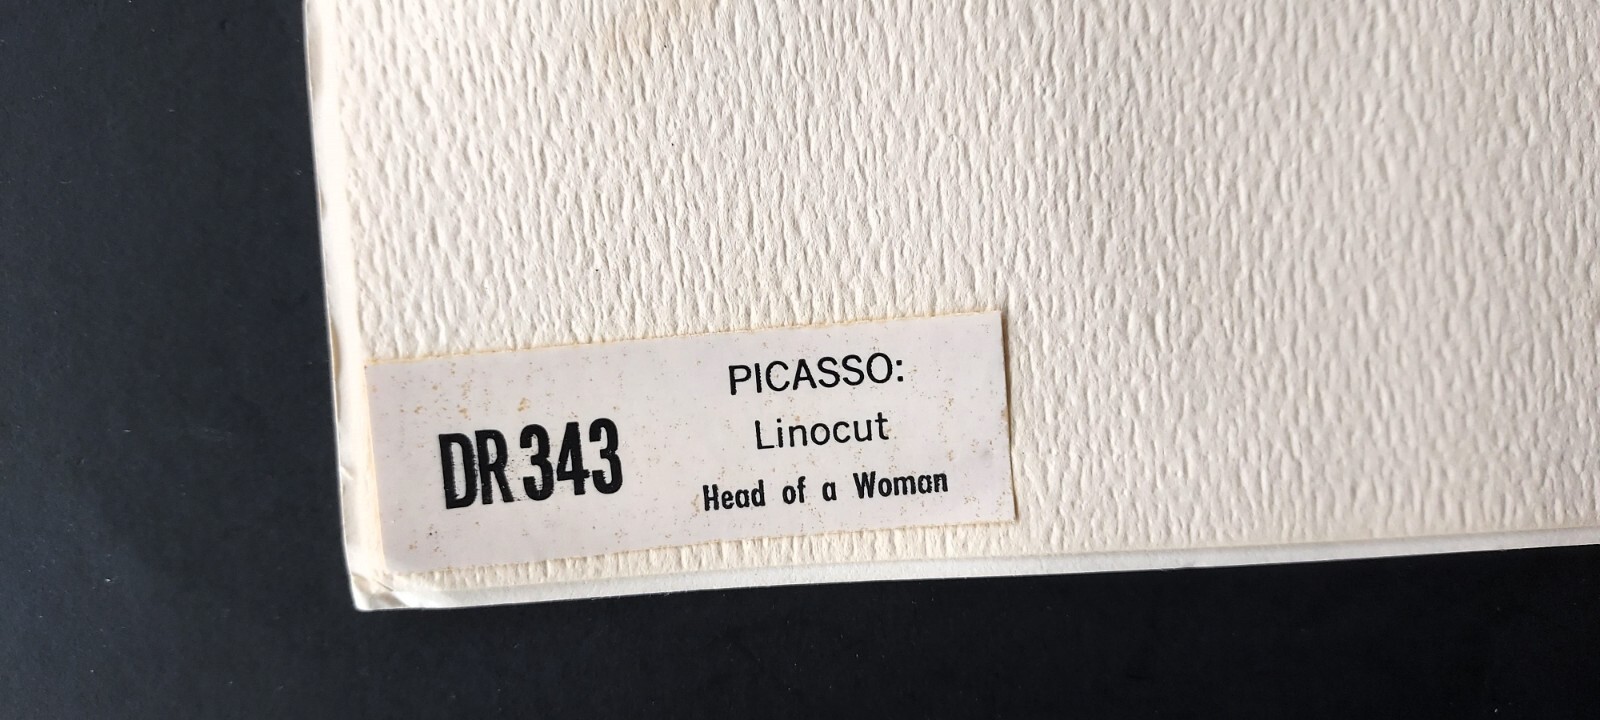 DR 343
PICASSO:
Linocut
Head of a Woman